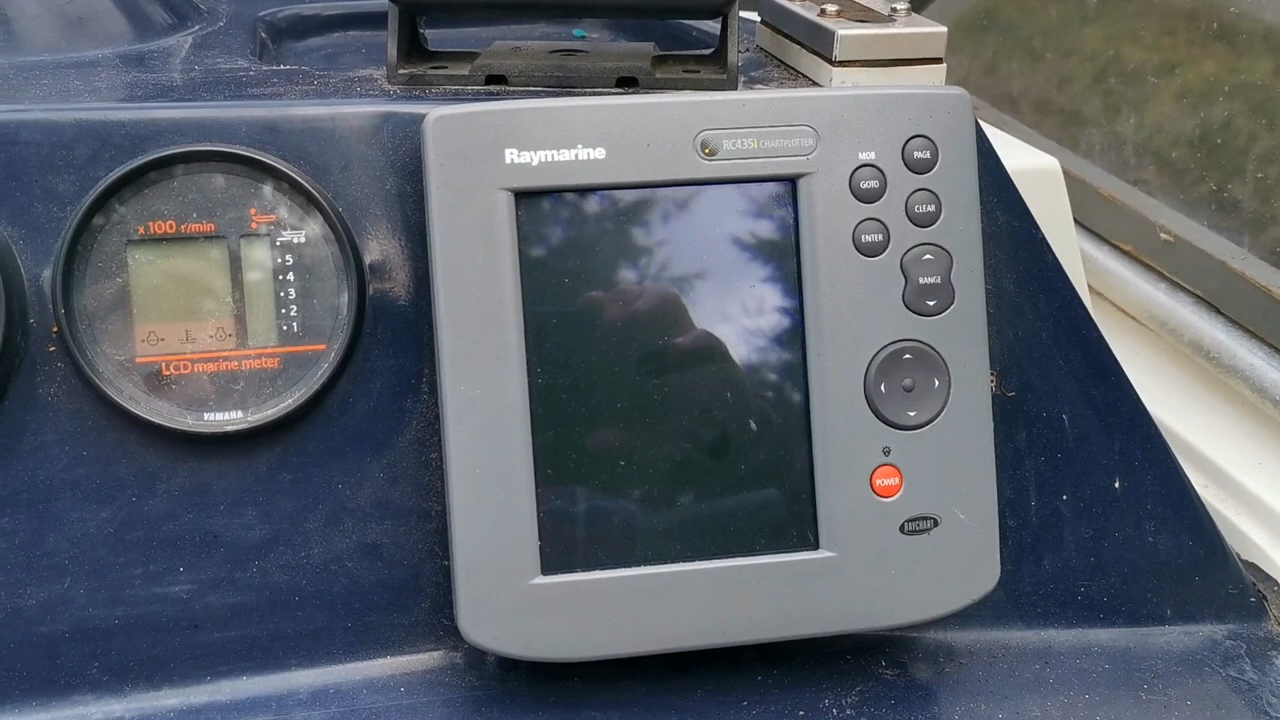 x100 r/min
5
4
3
2
1
LCD marine meter
YAMAHA
Raymarine
RC435i CHARTPLOTTER
MOB
PAGE
GOTO
CLEAR
ENTER
RANGE
POWER
RAYCHART